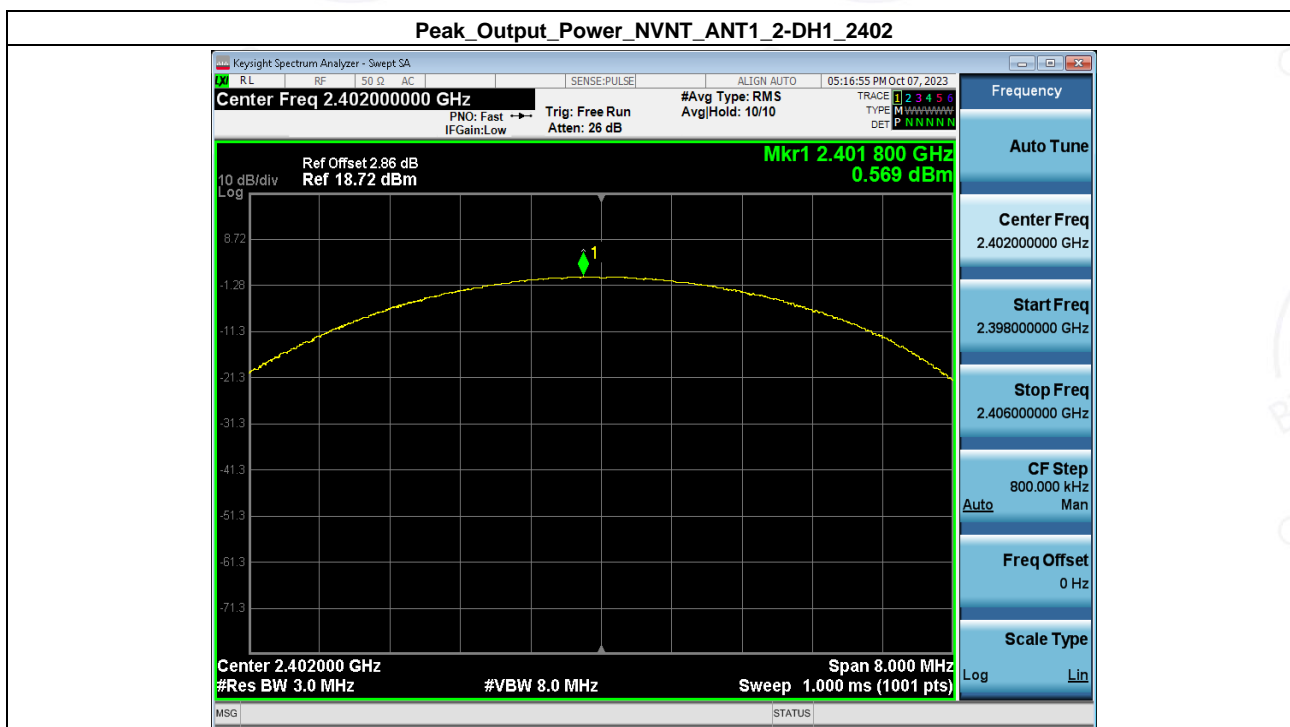 Peak_Output_Power_NVNT_ANT1_2-DH1_2402
Keysight Spectrum Analyzer - Swept SA
LXI RL RF 50 Ω AC SENSE:PULSE ALIGN AUTO 05:16:55 PM Oct 07, 2023
Center Freq 2.402000000 GHz
PNO: Fast
IFGain:Low
Trig: Free Run
Atten: 26 dB
#Avg Type: RMS
Avg|Hold: 10/10
TRACE 1 2 3 4 5 6
TYPE M WWWWW
DET P N N N N N
Mkr1 2.401 800 GHz
0.569 dBm
Ref Offset 2.86 dB
10 dB/div Ref 18.72 dBm
Log
8.72
1
-1.28
-11.3
-21.3
-31.3
-41.3
-51.3
-61.3
-71.3
Center 2.402000 GHz Span 8.000 MHz
#Res BW 3.0 MHz #VBW 8.0 MHz Sweep 1.000 ms (1001 pts)
MSG STATUS
Frequency
Auto Tune
Center Freq
2.402000000 GHz
Start Freq
2.398000000 GHz
Stop Freq
2.406000000 GHz
CF Step
800.000 kHz
Auto Man
Freq Offset
0 Hz
Scale Type
Log Lin